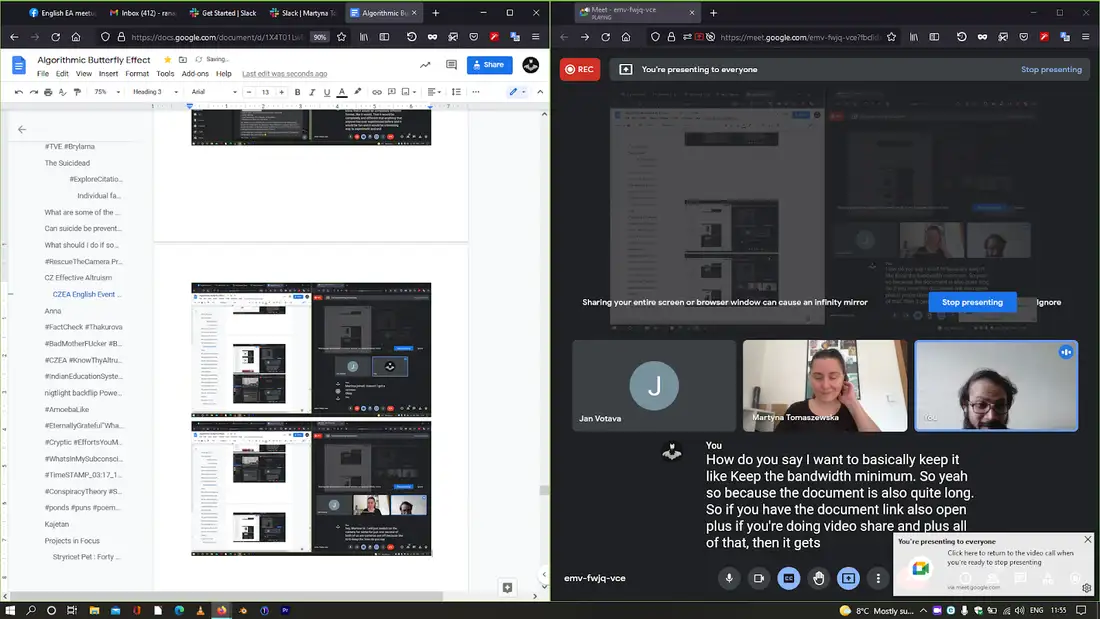 English EA meetu
Inbox (412) - rana
Get Started | Slack
Slack | Martyna To
Algorithmic Bu
https://docs.google.com/document/d/1X4T01Lw
90%
Algorithmic Butterfly Effect
Saving...
File Edit View Insert Format Tools Add-ons Help
Last edit was seconds ago
Share
75%
Heading 3
Arial
13
#TVE #Brylarna
The Suicidead
#ExploreCitatio...
Individual fa...
What are some of the ...
Can suicide be prevent...
What should I do if so...
#RescueTheCamera Pr...
CZ Effective Altruism
CZEA English Event ...
Anna
#FactCheck #Thakurova
#BadMotherFUcker #B...
#CZEA #KnowThyAltru...
#IndianEducationSyste...
nigtlight backflip Powe...
#AmoebaLike
#EternallyGrateful"Wha...
#Cryptic #EffortsYouM...
#WhatsInMySubconsci...
#TimeSTAMP_03:17_1...
#ConspiracyTheory #S...
#ponds #puns #poem...
Kajetan
Projects in Focus
Stryricet Pet : Forty ...
Meet - emv-fwjq-vce
PLAYING
https://meet.google.com/emv-fwjq-vce?fbclid
REC
You're presenting to everyone
Stop presenting
Sharing your entire screen or browser window can cause an infinity mirror
Stop presenting
Ignore
J
Jan Votava
Martyna Tomaszewska
You
You
How do you say I want to basically keep it
like Keep the bandwidth minimum. So yeah
so because the document is also quite long.
So if you have the document link also open
plus if you're doing video share and plus all
of that, then it gets
emv-fwjq-vce
You're presenting to everyone
Click here to return to the video call when
you're ready to stop presenting
via meet.google.com
8°C Mostly su...
ENG
11:55